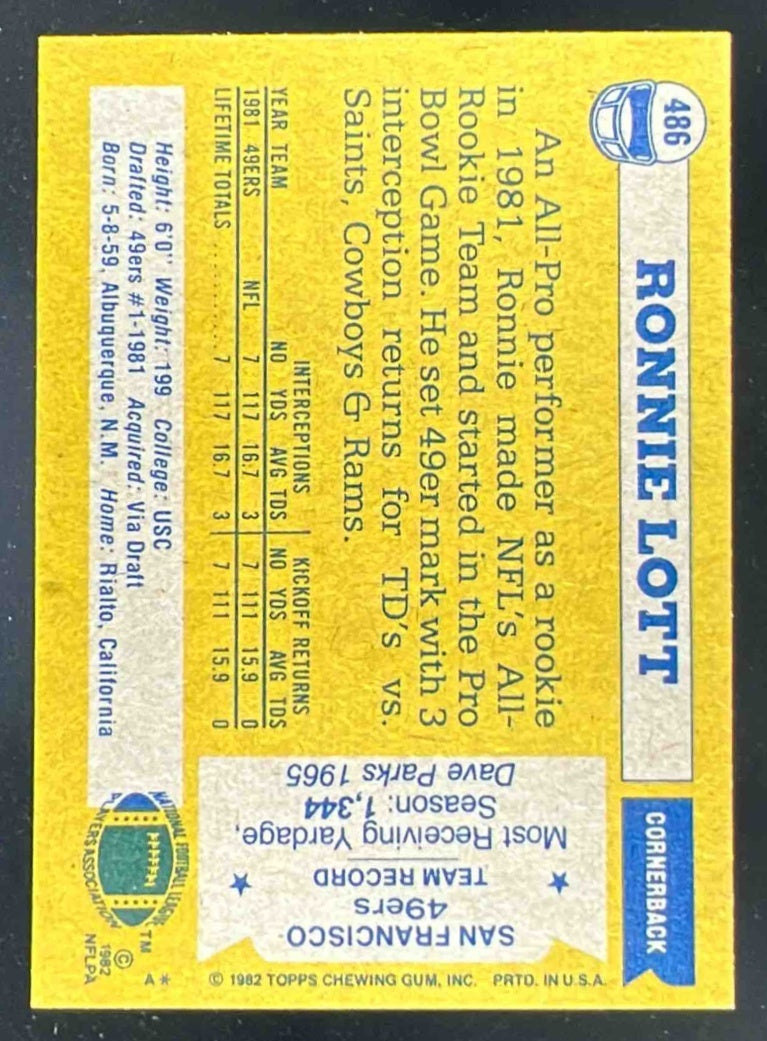 486
RONNIE LOTT
CORNERBACK
An All-Pro performer as a rookie
in 1981, Ronnie made NFL's All-
Rookie Team and started in the Pro
Bowl Game. He set 49er mark with 3
interception returns for TD's vs.
Saints, Cowboys & Rams.
INTERCEPTIONS KICKOFF RETURNS
YEAR TEAM NO YDS AVG TDS NO YDS AVG TDS
1981 49ERS NFL 7 117 16.7 3 7 111 15.9 0
LIFETIME TOTALS ........... 7 117 16.7 3 7 111 15.9 0
Height: 6'0" Weight: 199 College: USC
Drafted: 49ers #1-1981 Acquired: Via Draft
Born: 5-8-59, Albuquerque, N.M. Home: Rialto, California
SAN FRANCISCO
49ers
TEAM RECORD
Most Receiving Yardage,
Season: 1,344
Dave Parks 1965
NATIONAL FOOTBALL LEAGUE
PLAYERS ASSOCIATION
TM
© 1982
NFLPA
A*
© 1982 TOPPS CHEWING GUM, INC. PRTD. IN U.S.A.